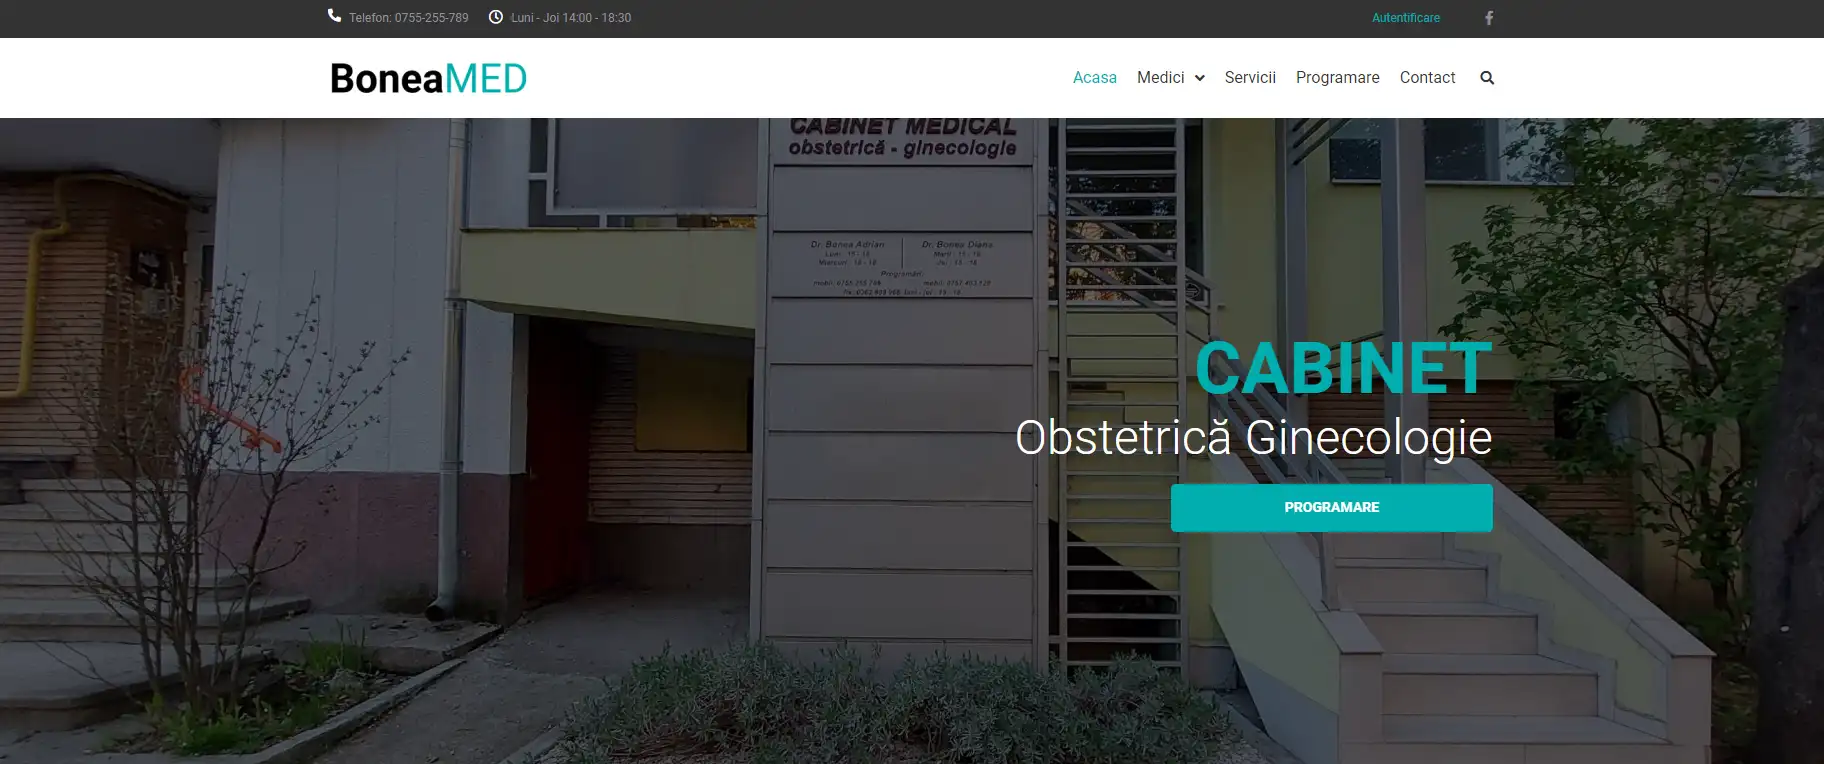 Telefon: 0755-255-789
Luni - Joi 14:00 - 18:30
Autentificare
BoneaMED
Acasa
Medici
Servicii
Programare
Contact
CABINET MEDICAL
obstetrică - ginecologie
Dr. Bonea Adrian
Dr. Bonea Diana
Programări
CABINET
Obstetrică Ginecologie
PROGRAMARE